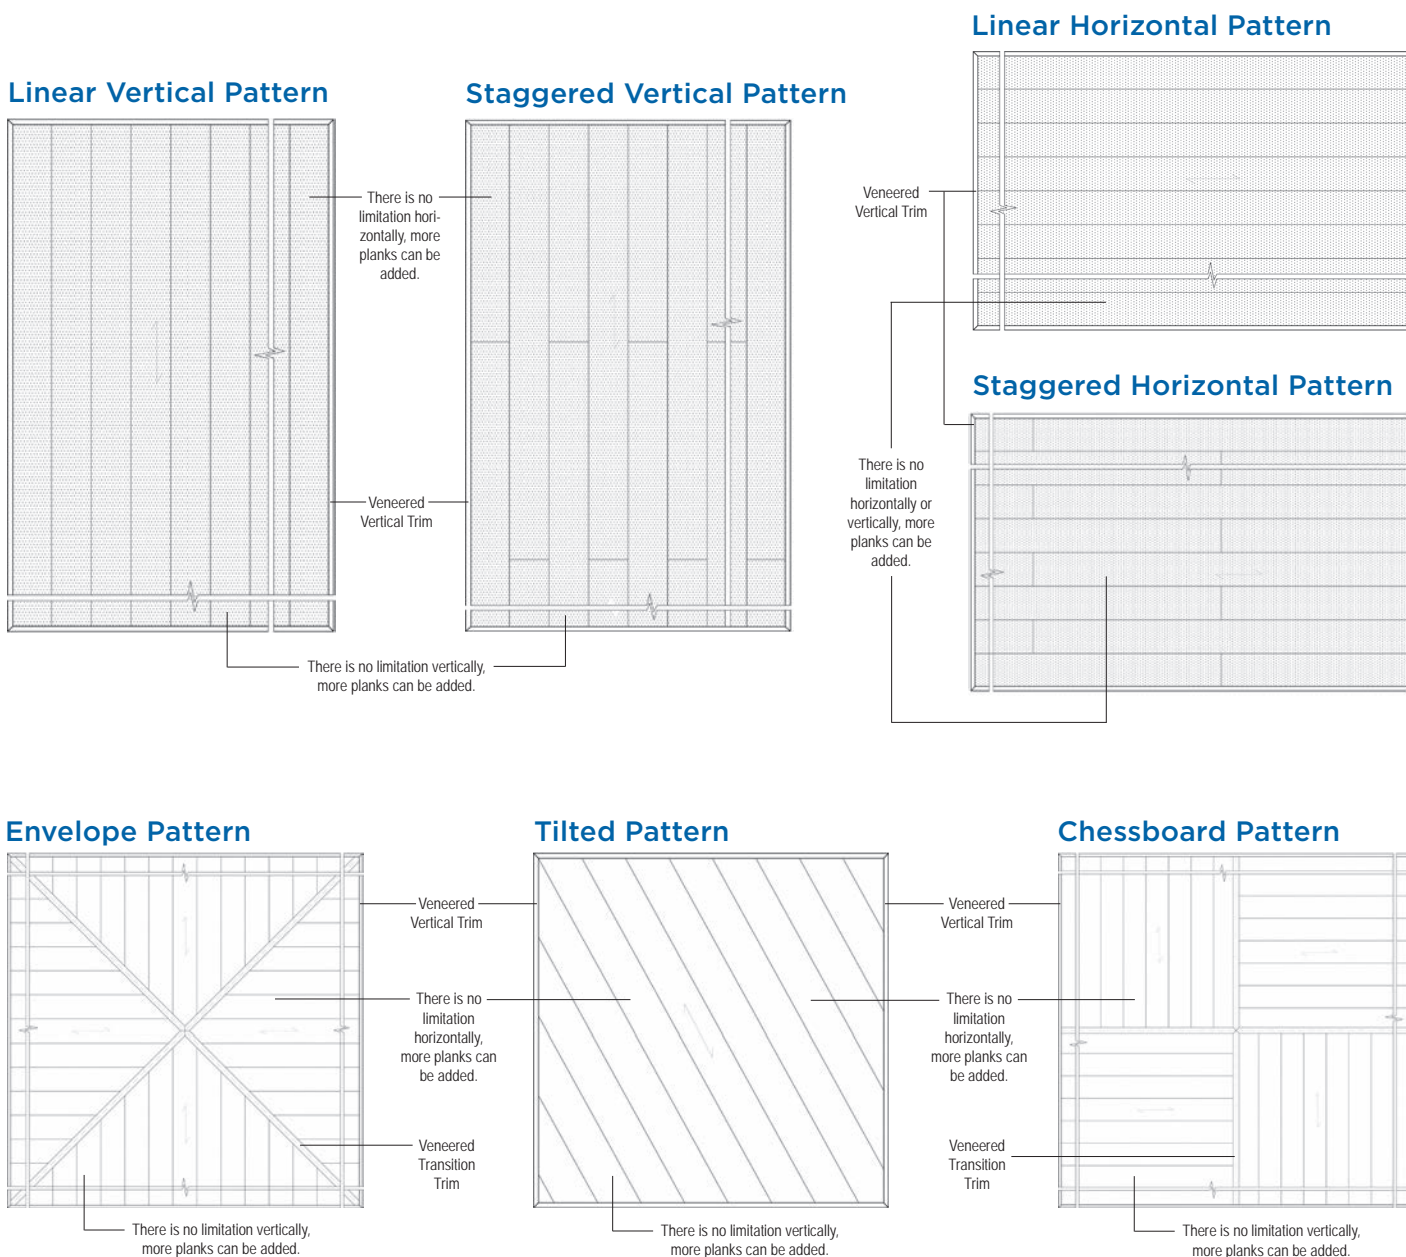 Linear Horizontal Pattern
Linear Vertical Pattern
Staggered Vertical Pattern
There is no
limitation hori-
zontally, more
planks can be
added.
Veneered
Vertical Trim
Veneered
Vertical Trim
There is no limitation vertically,
more planks can be added.
Staggered Horizontal Pattern
There is no
limitation
horizontally or
vertically, more
planks can be
added.
Envelope Pattern
Tilted Pattern
Chessboard Pattern
Veneered
Vertical Trim
There is no
limitation
horizontally,
more planks can
be added.
Veneered
Transition
Trim
There is no limitation vertically,
more planks can be added.
There is no limitation vertically,
more planks can be added.
Veneered
Vertical Trim
There is no
limitation
horizontally,
more planks can
be added.
Veneered
Transition
Trim
There is no limitation vertically,
more planks can be added.